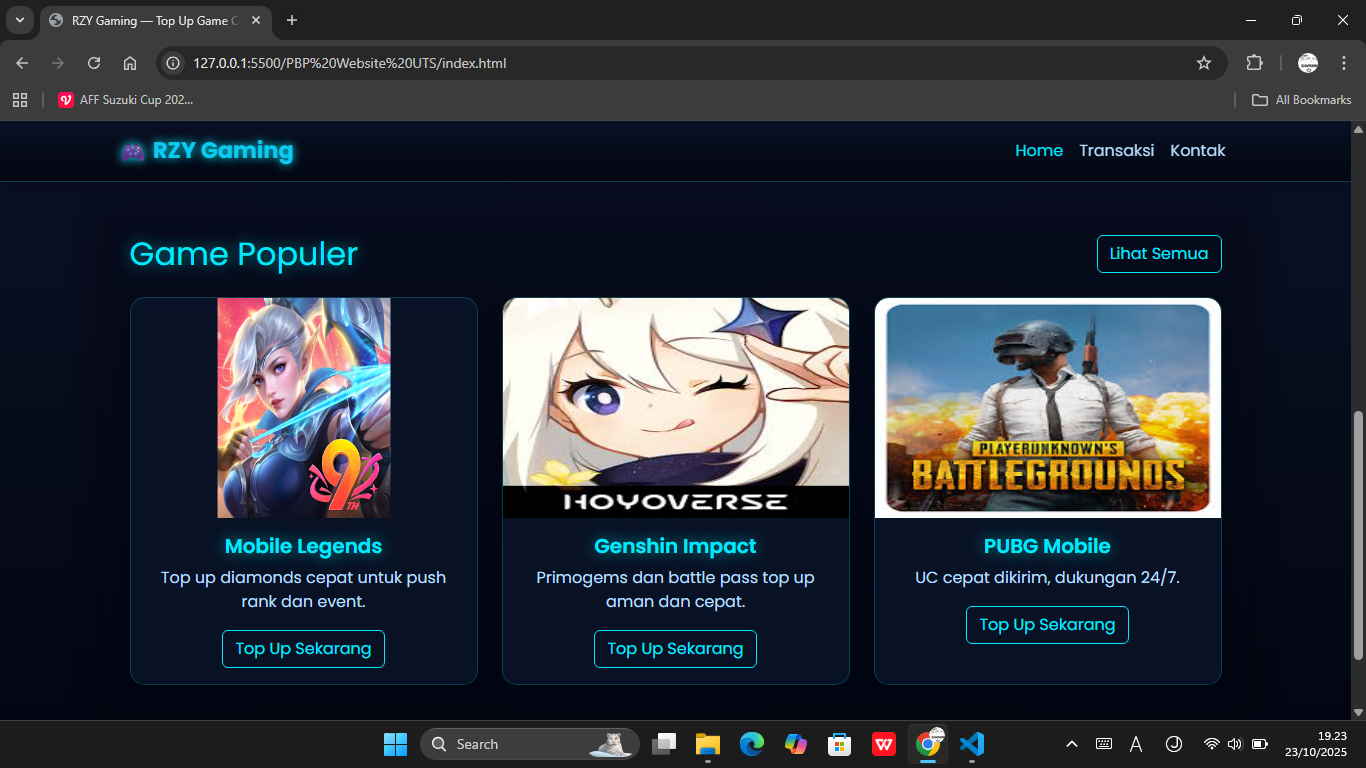 RZY Gaming — Top Up Game C
127.0.0.1:5500/PBP%20Website%20UTS/index.html
AFF Suzuki Cup 202...
All Bookmarks
RZY Gaming
Home
Transaksi
Kontak
Game Populer
Lihat Semua
9TH
HOYOVERSE
PLAYERUNKNOWN'S
BATTLEGROUNDS
Mobile Legends
Top up diamonds cepat untuk push
rank dan event.
Top Up Sekarang
Genshin Impact
Primogems dan battle pass top up
aman dan cepat.
Top Up Sekarang
PUBG Mobile
UC cepat dikirim, dukungan 24/7.
Top Up Sekarang
Search
19.23
23/10/2025